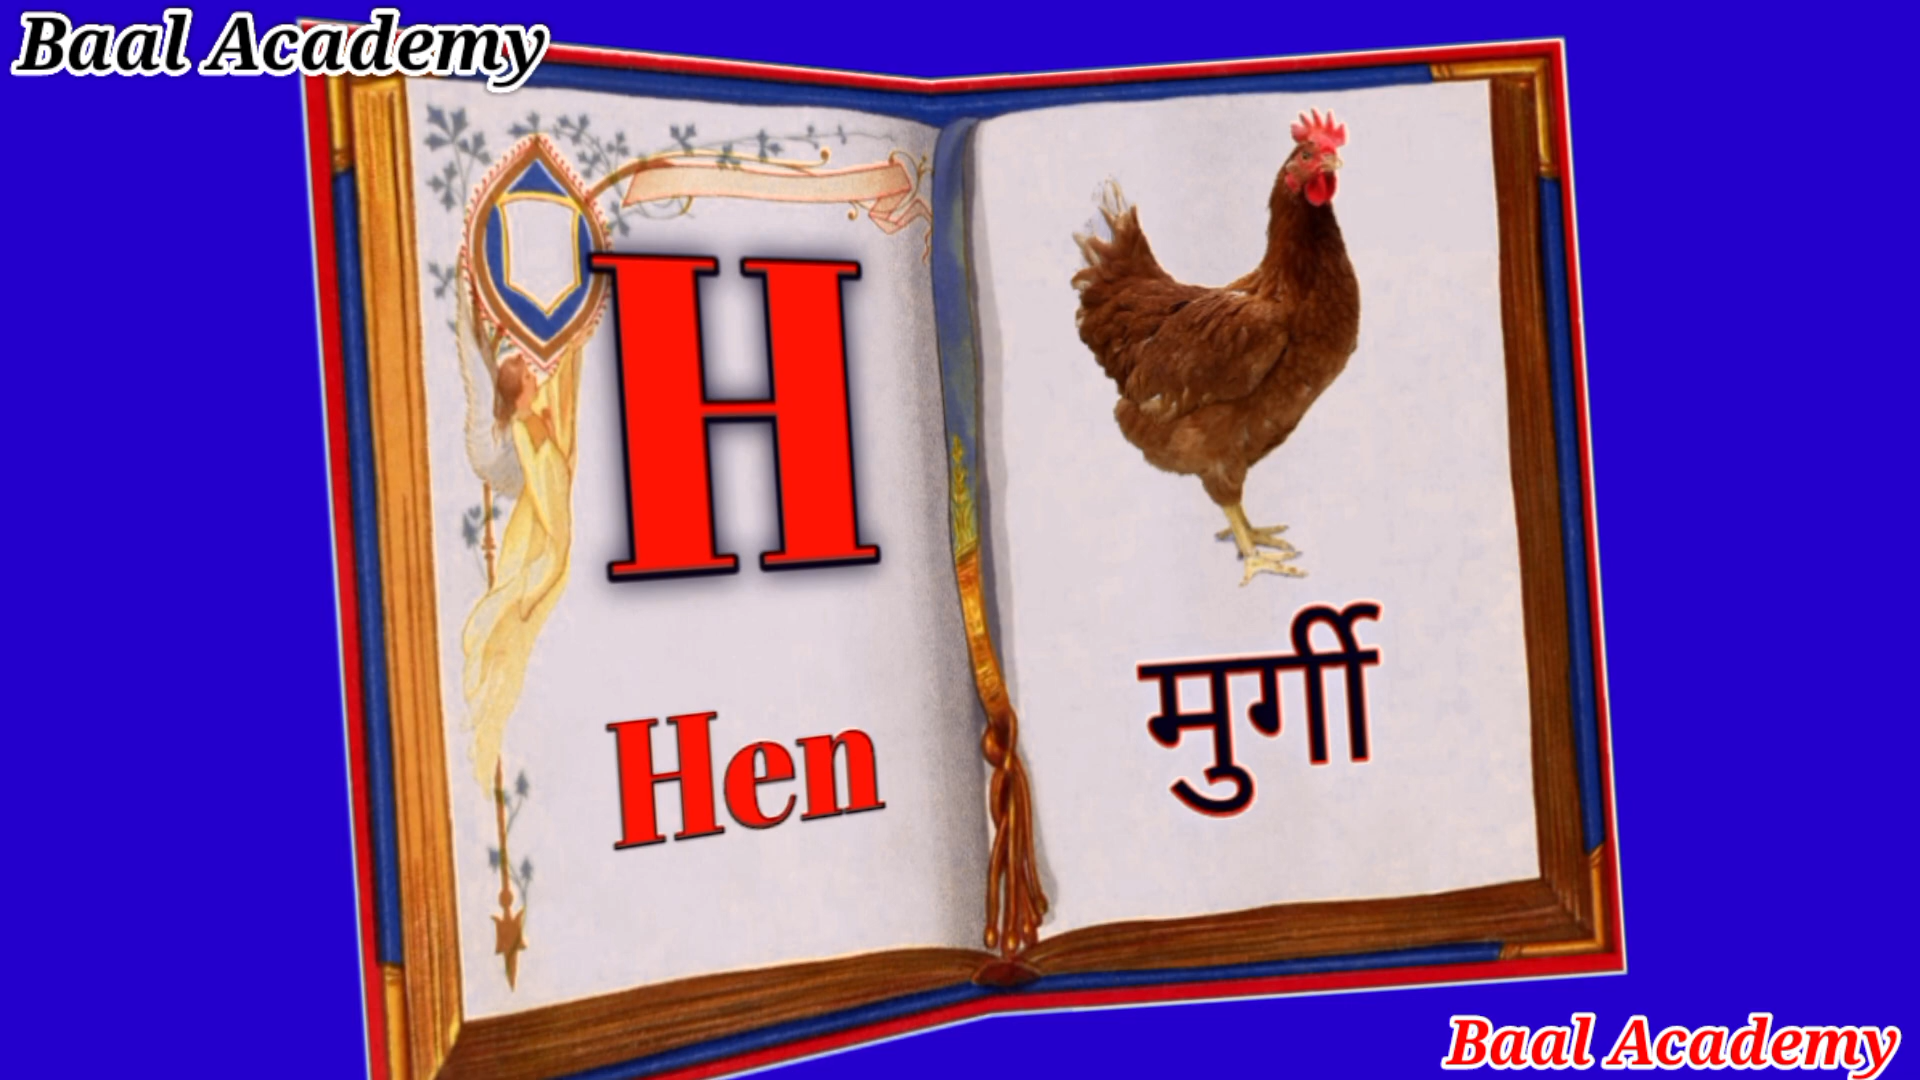 Baal Academy
H
Hen
मुर्गी
Baal Academy